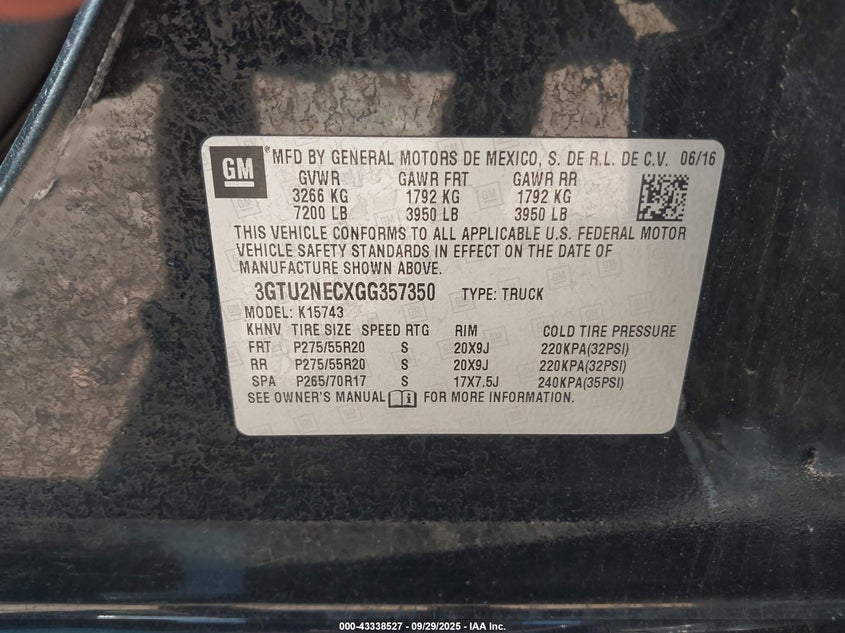 GM
® MFD BY GENERAL MOTORS DE MEXICO, S. DE R.L. DE C.V. 06/16
GVWR GAWR FRT GAWR RR
3266 KG 1792 KG 1792 KG
7200 LB 3950 LB 3950 LB
THIS VEHICLE CONFORMS TO ALL APPLICABLE U.S. FEDERAL MOTOR
VEHICLE SAFETY STANDARDS IN EFFECT ON THE DATE OF
MANUFACTURE SHOWN ABOVE.
3GTU2NECXGG357350 TYPE: TRUCK
MODEL: K15743
KHNV TIRE SIZE SPEED RTG RIM COLD TIRE PRESSURE
FRT P275/55R20 S 20X9J 220KPA(32PSI)
RR P275/55R20 S 20X9J 220KPA(32PSI)
SPA P265/70R17 S 17X7.5J 240KPA(35PSI)
SEE OWNER'S MANUAL FOR MORE INFORMATION.
000-43338527 - 09/29/2025 - IAA Inc.